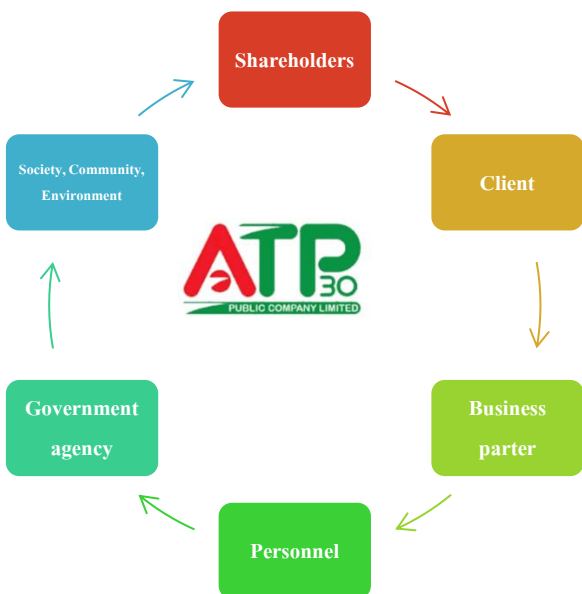 Shareholders
Client
Business
parter
Personnel
Government
agency
Society, Community,
Environment
ATP
30
PUBLIC COMPANY LIMITED